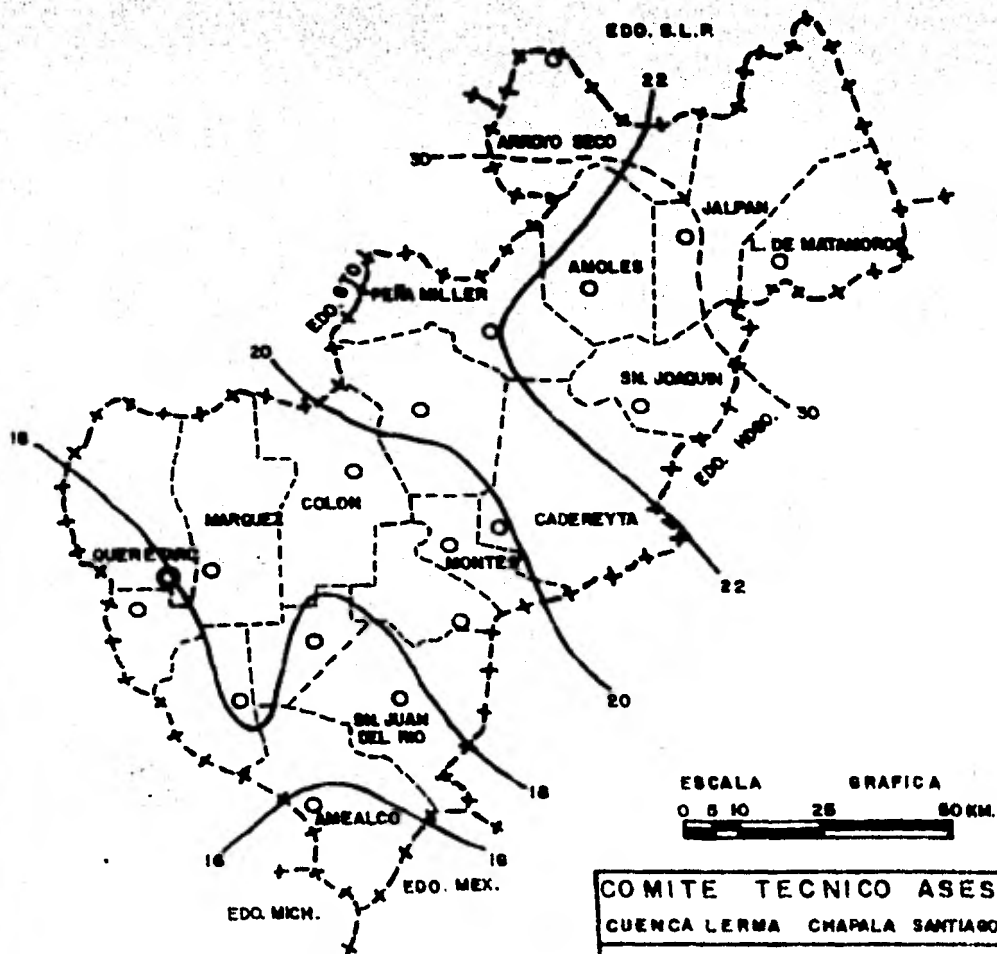 EDO. S.L.P.
22
ARROYO SECO
30
JALPAN
L. DE MATAMOROS
AMOLES
EDO. GTO.
PEÑA MILLER
20
SN. JOAQUIN
30
EDO. HDGO.
18
MARQUEZ
COLON
CADEREYTA
QUERETARO
MONTES
22
20
SN. JUAN
DEL RIO
18
ESCALA GRAFICA
0 5 10 25 50 KM.
AMEALCO
16
16
EDO. MEX.
EDO. MICH.
COMITE TECNICO ASES
CUENCA LERMA CHAPALA SANTIAGO